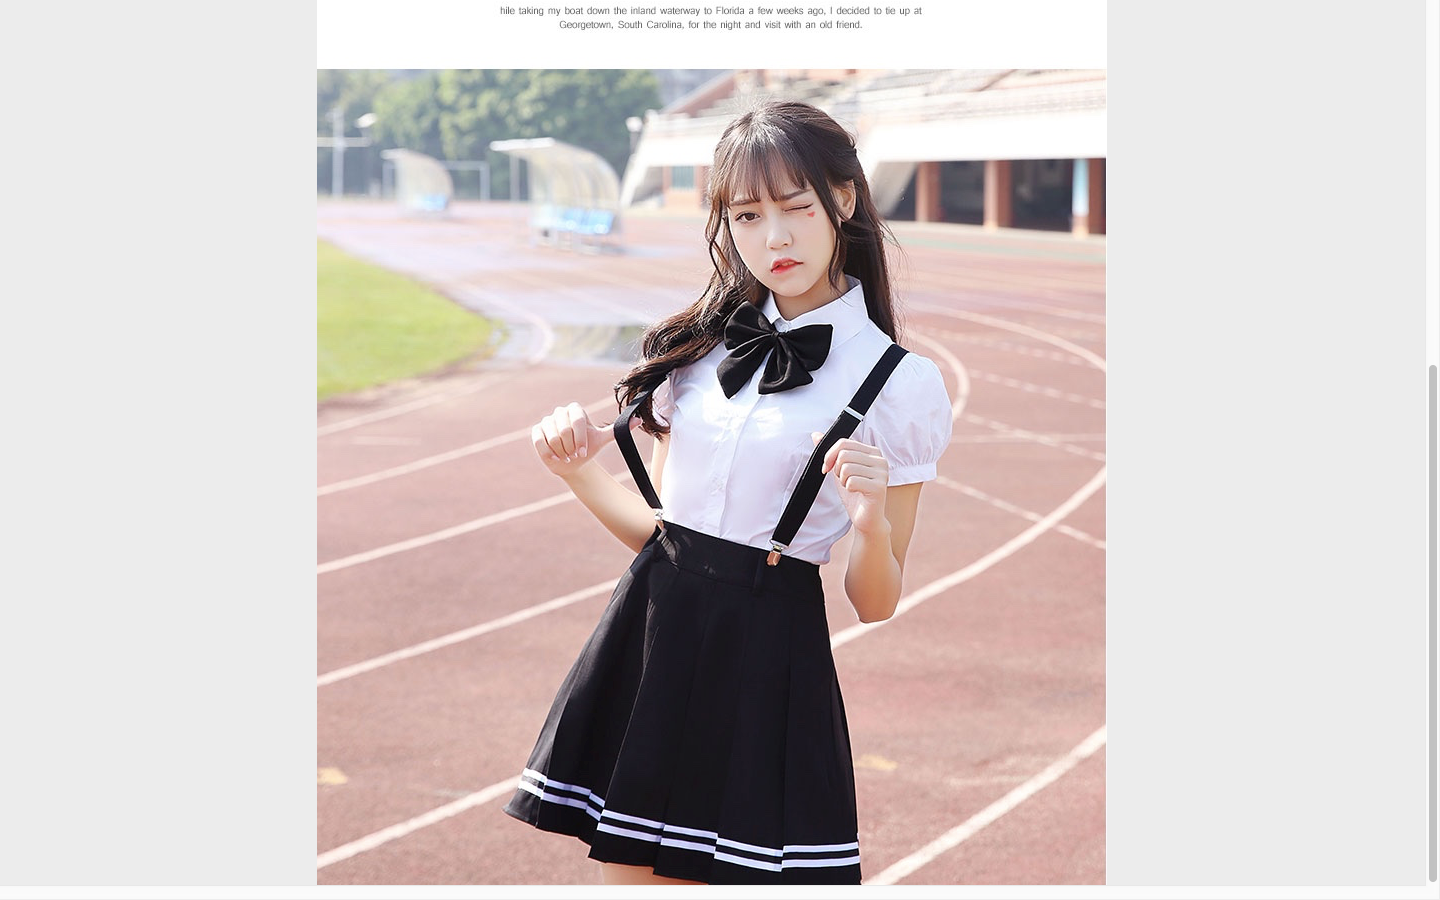 hile taking my boat down the inland waterway to Florida a few weeks ago, I decided to tie up at
Georgetown, South Carolina, for the night and visit with an old friend.